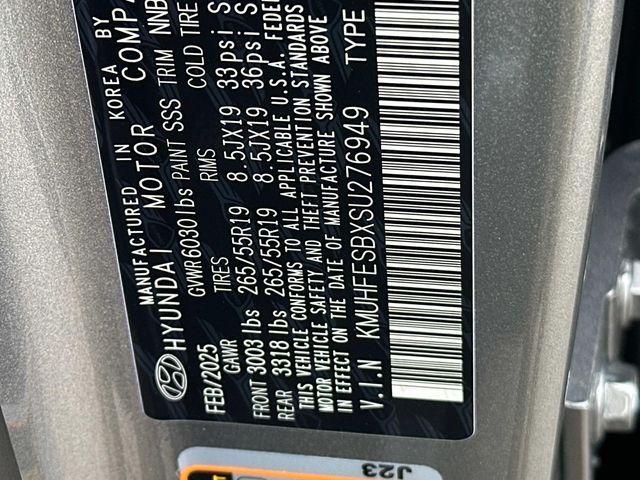 MANUFACTURED IN KOREA BY
HYUNDAI MOTOR COMPA
FEB/2025 GVWR 6030 lbs PAINT SSS TRIM NNB
GAWR TIRES RIMS COLD TIRE
FRONT 3003 lbs 265/55R19 8.5JX19 33psi S
REAR 3318 lbs 265/55R19 8.5JX19 36psi S
THIS VEHICLE CONFORMS TO ALL APPLICABLE U.S.A. FEDE
MOTOR VEHICLE SAFETY AND THEFT PREVENTION STANDARDS
IN EFFECT ON THE DATE OF MANUFACTURE SHOWN ABOVE
V.I.N KMUHFESBXSU276949 TYPE
J23